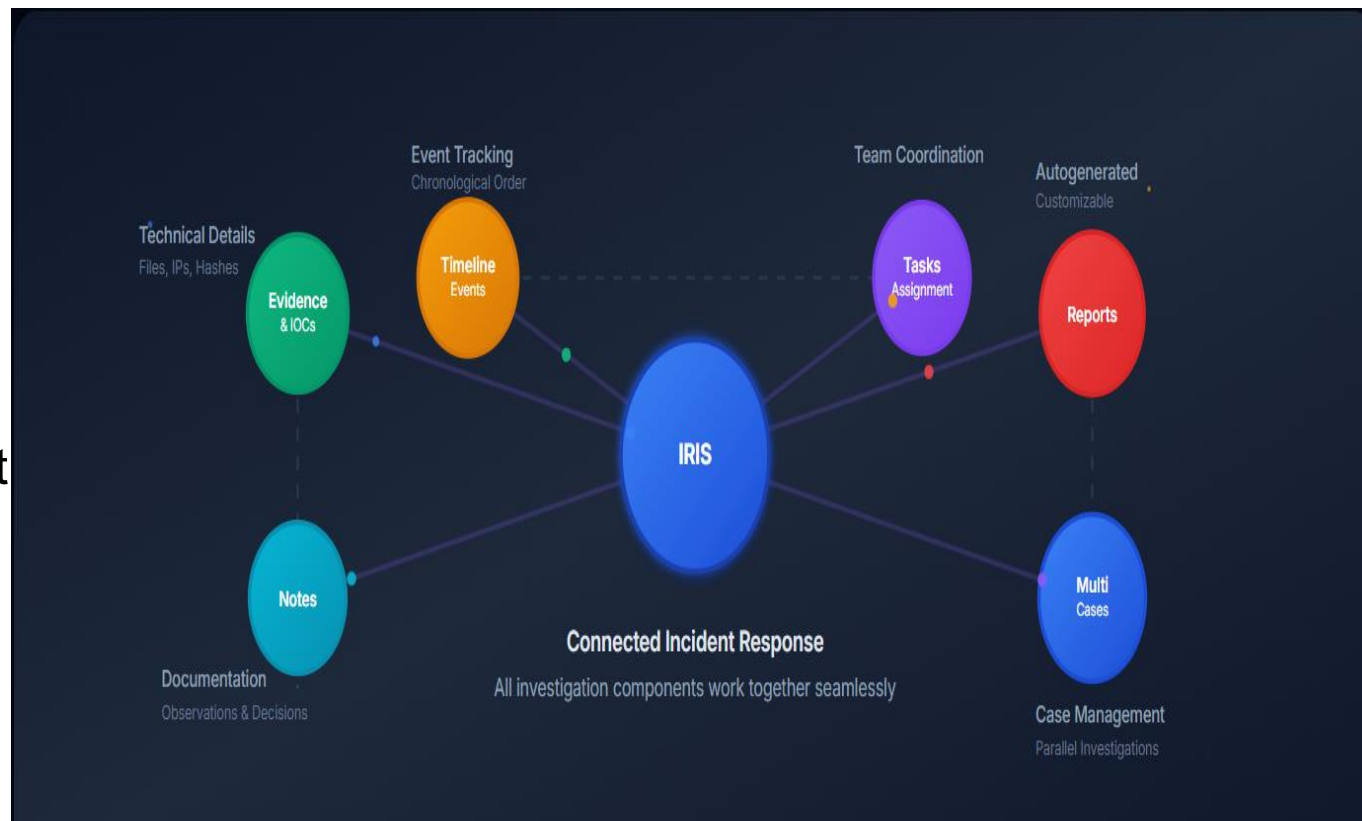 Event Tracking
Chronological Order
Team Coordination
Autogenerated
Customizable
Technical Details
Files, IPs, Hashes
Timeline
Events
Tasks
Assignment
Evidence
& IOCs
Reports
IRIS
t
Notes
Multi
Cases
Connected Incident Response
All investigation components work together seamlessly
Documentation
Observations & Decisions
Case Management
Parallel Investigations